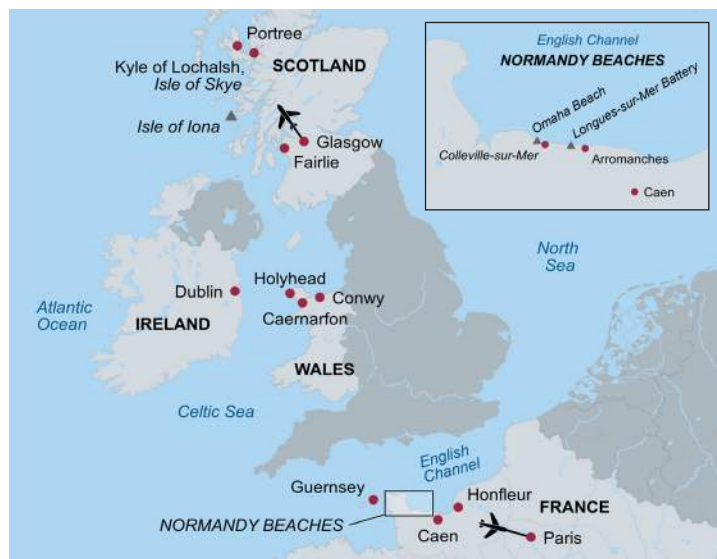 Portree
SCOTLAND
Kyle of Lochalsh,
Isle of Skye
Isle of Iona
Glasgow
Fairlie
English Channel
NORMANDY BEACHES
Omaha Beach
Longues-sur-Mer Battery
Colleville-sur-Mer
Arromanches
Caen
North
Sea
Dublin
Holyhead
Conwy
Caernarfon
Atlantic
Ocean
IRELAND
WALES
Celtic Sea
English
Channel
Guernsey
Honfleur
FRANCE
NORMANDY BEACHES
Caen
Paris